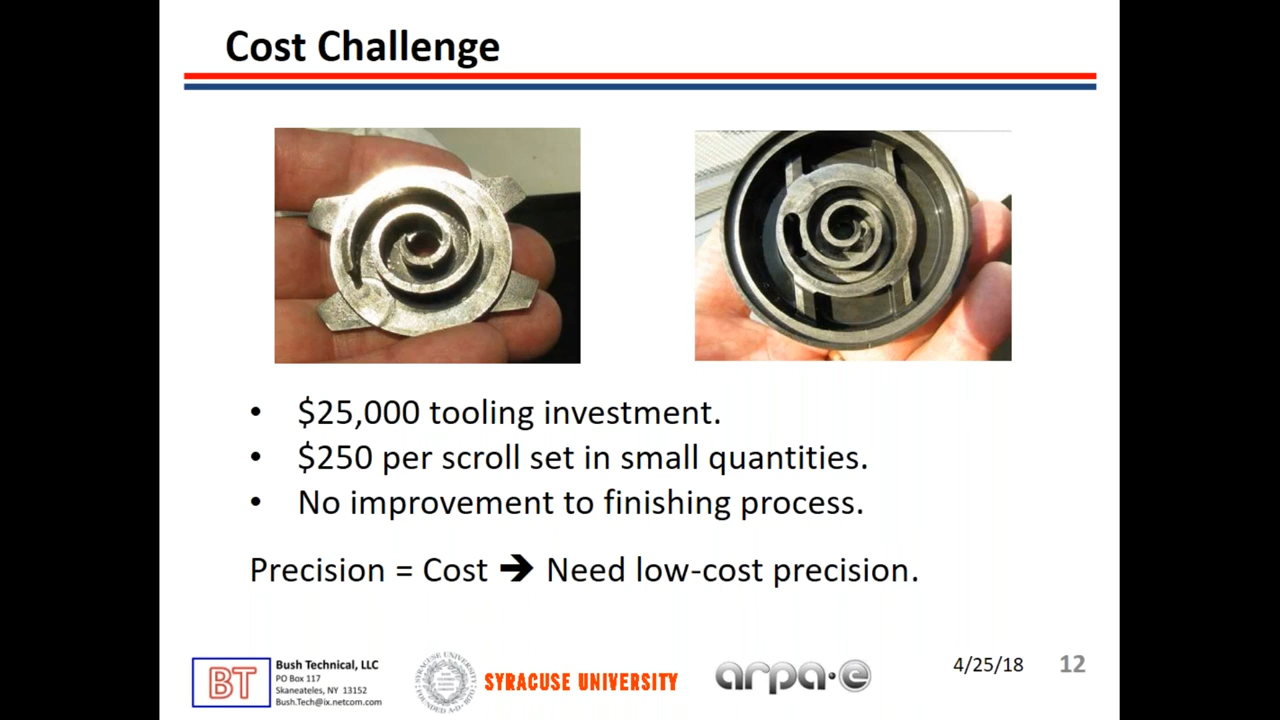 Cost Challenge
• $25,000 tooling investment.
• $250 per scroll set in small quantities.
• No improvement to finishing process.
Precision = Cost ➔ Need low-cost precision.
BT
Bush Technical, LLC
PO Box 117
Skaneateles, NY 13152
Bush.Tech@ix.netcom.com
SYRACUSE UNIVERSITY
arpa·e
4/25/18
12